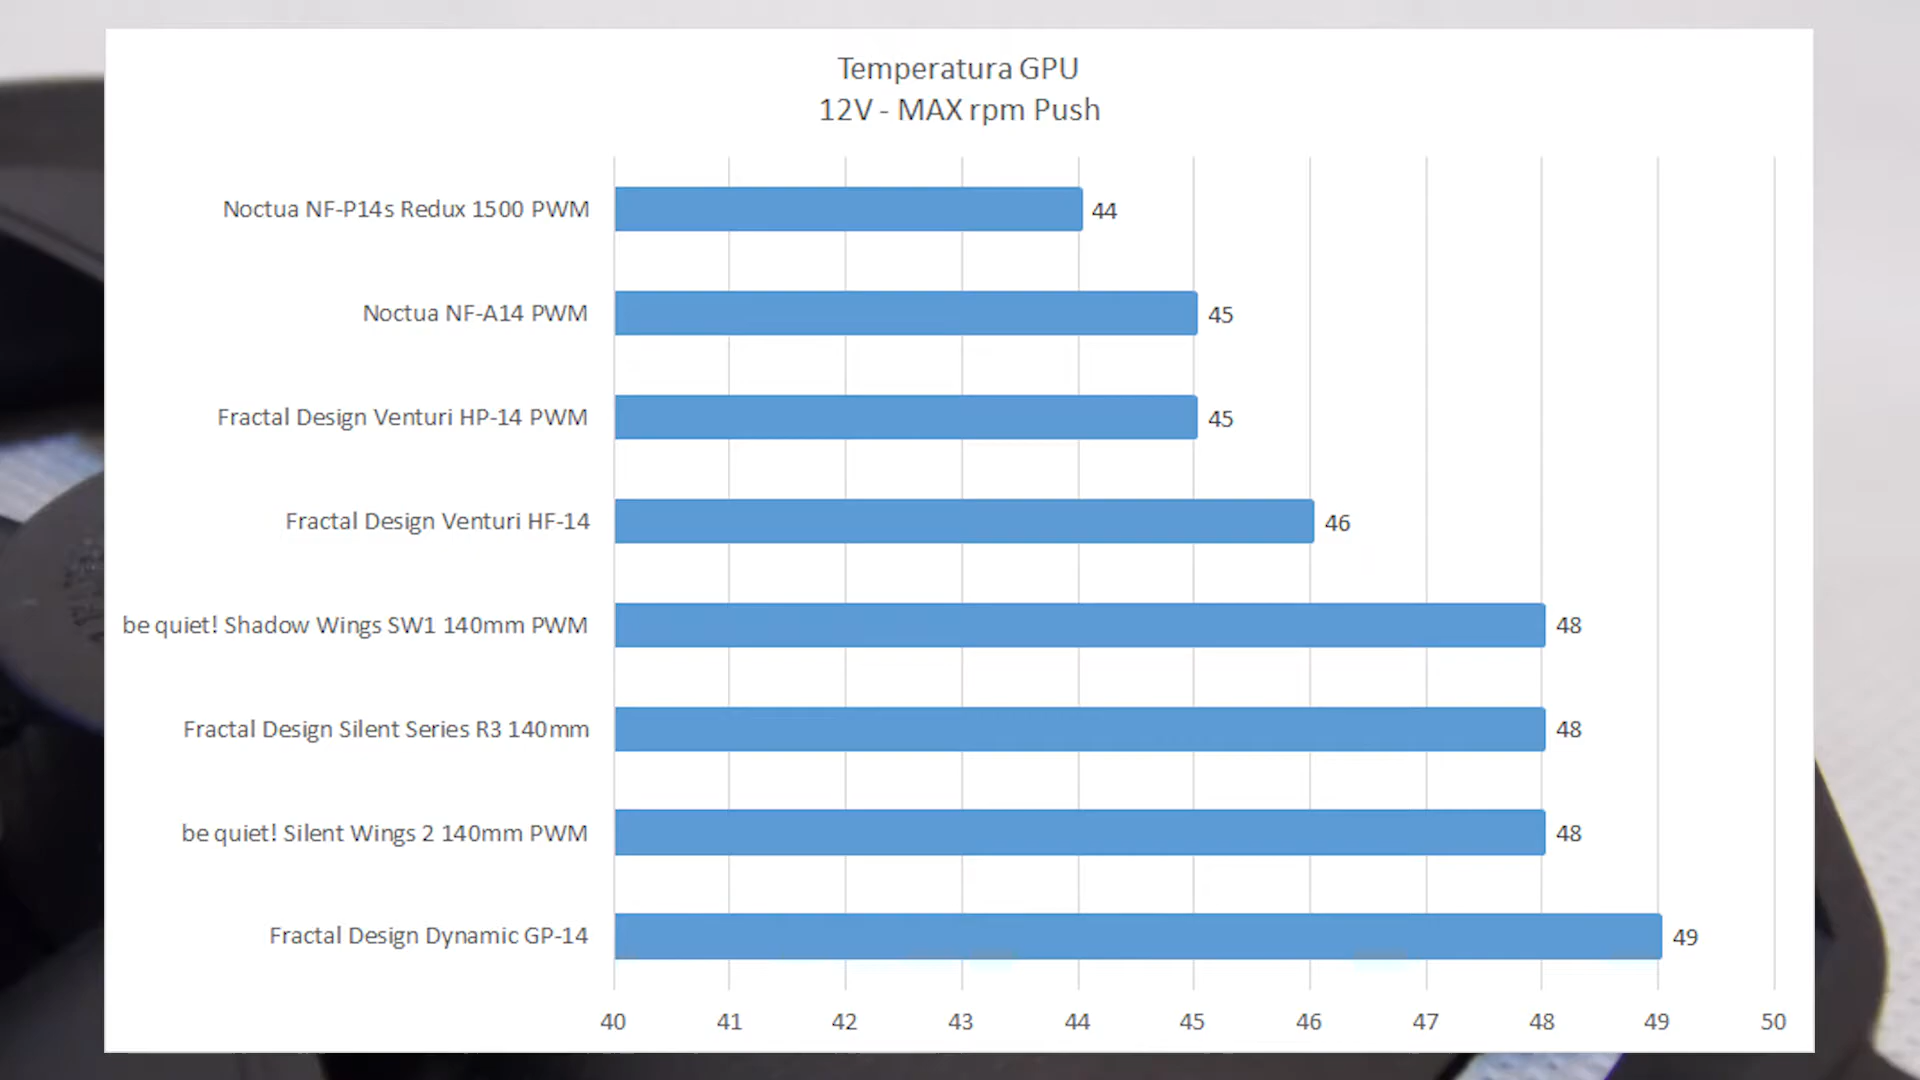 Temperatura GPU
12V - MAX rpm Push
Noctua NF-P14s Redux 1500 PWM 44
Noctua NF-A14 PWM 45
Fractal Design Venturi HP-14 PWM 45
Fractal Design Venturi HF-14 46
be quiet! Shadow Wings SW1 140mm PWM 48
Fractal Design Silent Series R3 140mm 48
be quiet! Silent Wings 2 140mm PWM 48
Fractal Design Dynamic GP-14 49
40 41 42 43 44 45 46 47 48 49 50